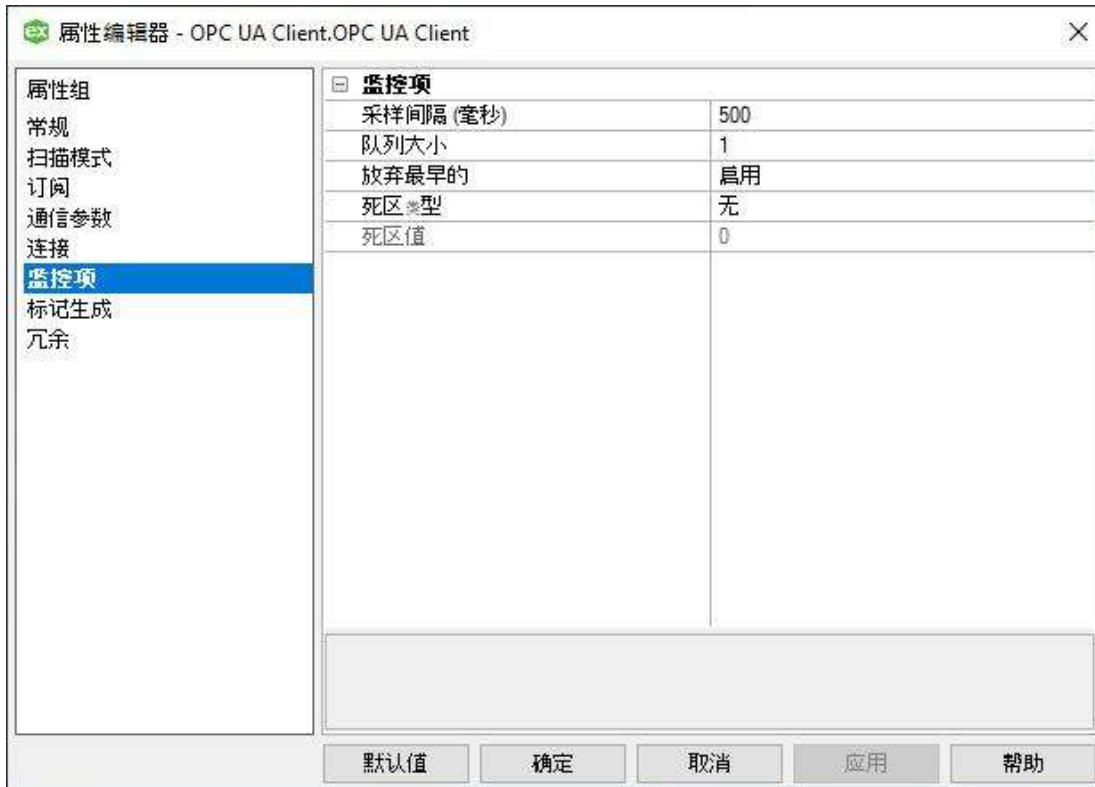 属性编辑器 - OPC UA Client.OPC UA Client
属性组
常规
扫描模式
订阅
通信参数
连接
监控项
标记生成
冗余
监控项
采样间隔 (毫秒) 500
队列大小 1
放弃最早的 启用
死区类型 无
死区值 0
默认值 确定 取消 应用 帮助